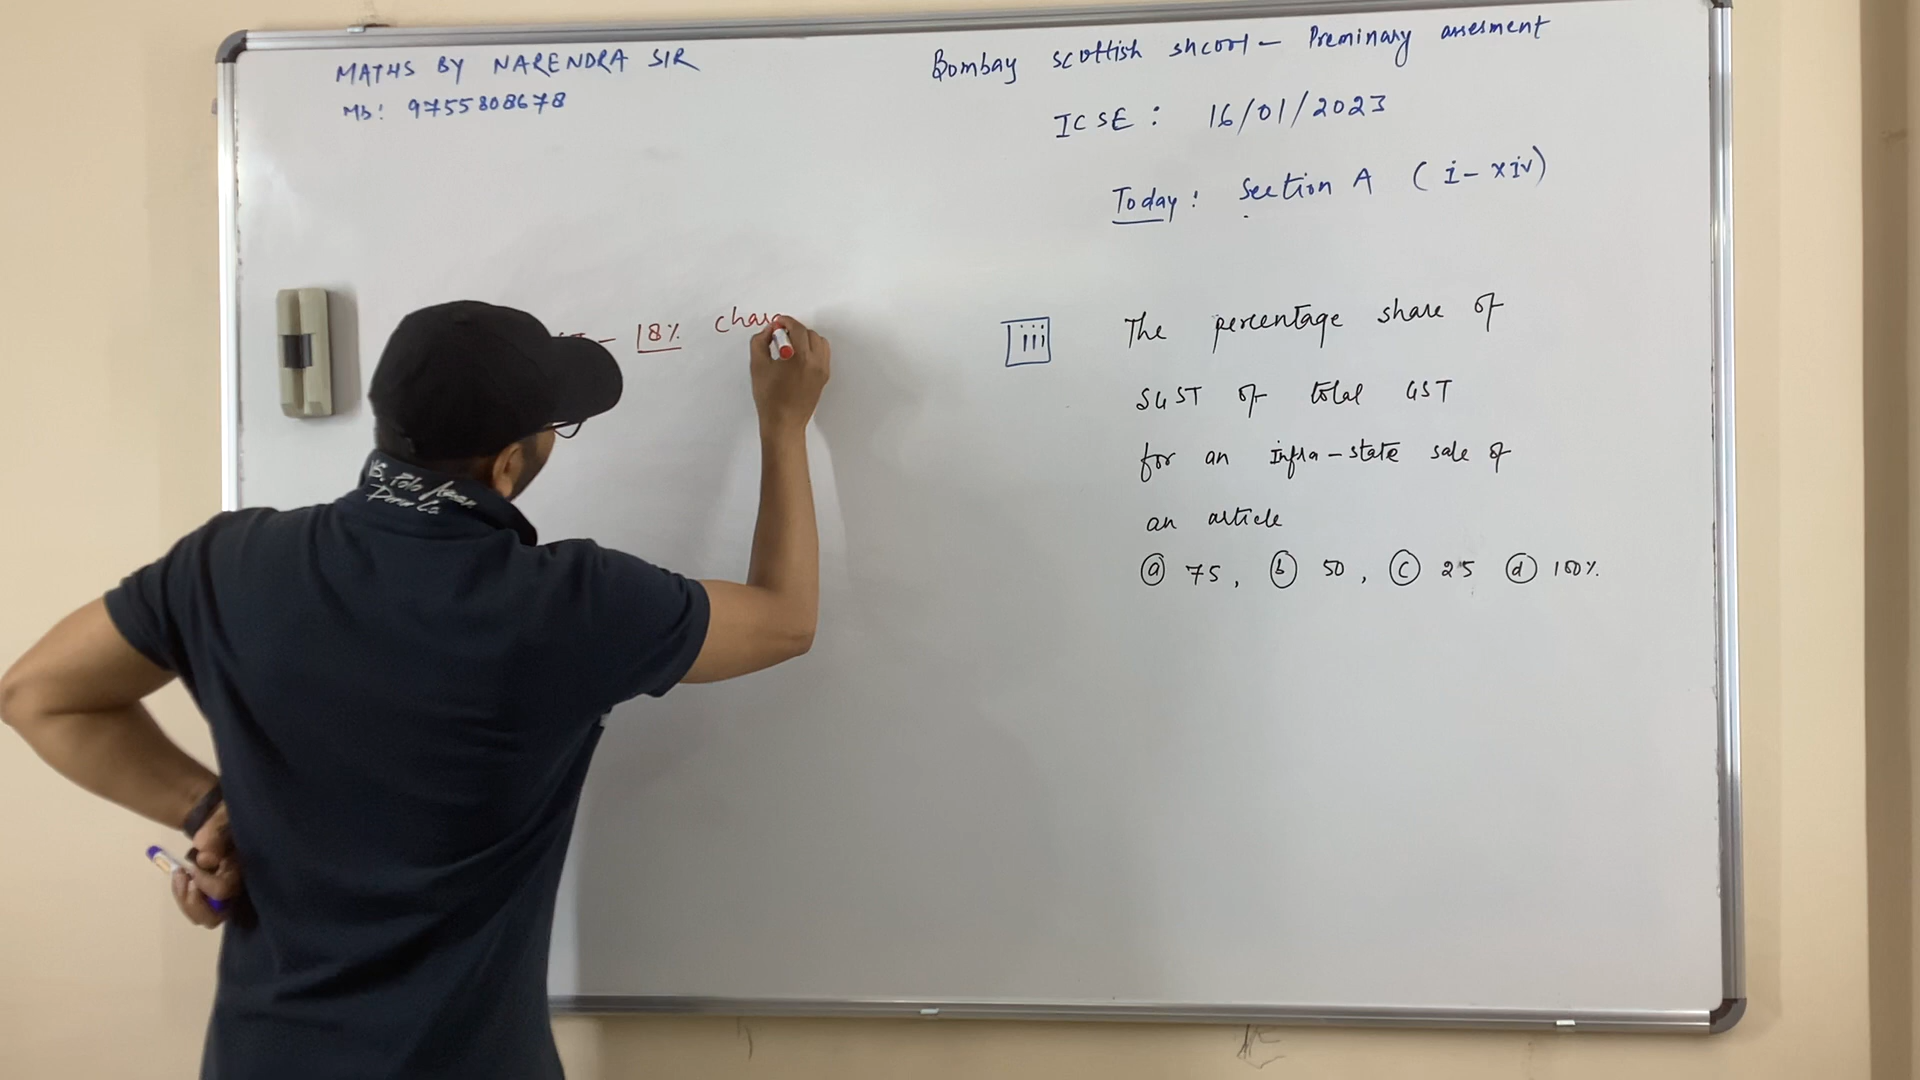 MATHS BY NARENDRA SIR
Mb: 9755808678
Bombay scottish shcool - Preminary assesment
ICSE: 16/01/2023
Today: Section A (i - xiv)
- 18% charg
iii The percentage share of
SGST of total GST
for an Infra-state sale of
an article
ⓐ 75, ⓑ 50, ⓒ 25 ⓓ 100%.